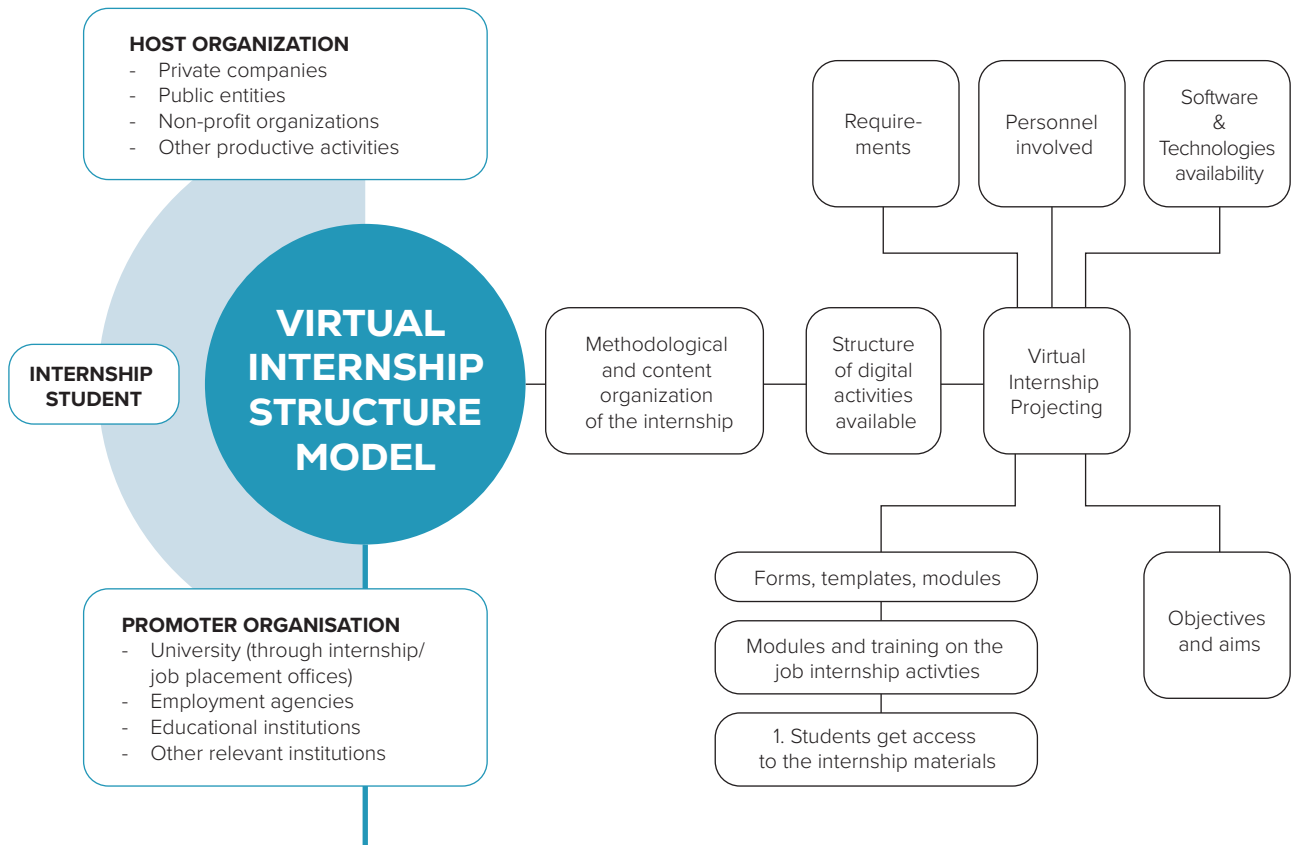 HOST ORGANIZATION
- Private companies
- Public entities
- Non-profit organizations
- Other productive activities
INTERNSHIP
STUDENT
VIRTUAL
INTERNSHIP
STRUCTURE
MODEL
PROMOTER ORGANISATION
- University (through internship/
job placement offices)
- Employment agencies
- Educational institutions
- Other relevant institutions
Methodological
and content
organization
of the internship
Structure
of digital
activities
available
Virtual
Internship
Projecting
Require-
ments
Personnel
involved
Software
&
Technologies
availability
Forms, templates, modules
Modules and training on the
job internship activties
1. Students get access
to the internship materials
Objectives
and aims